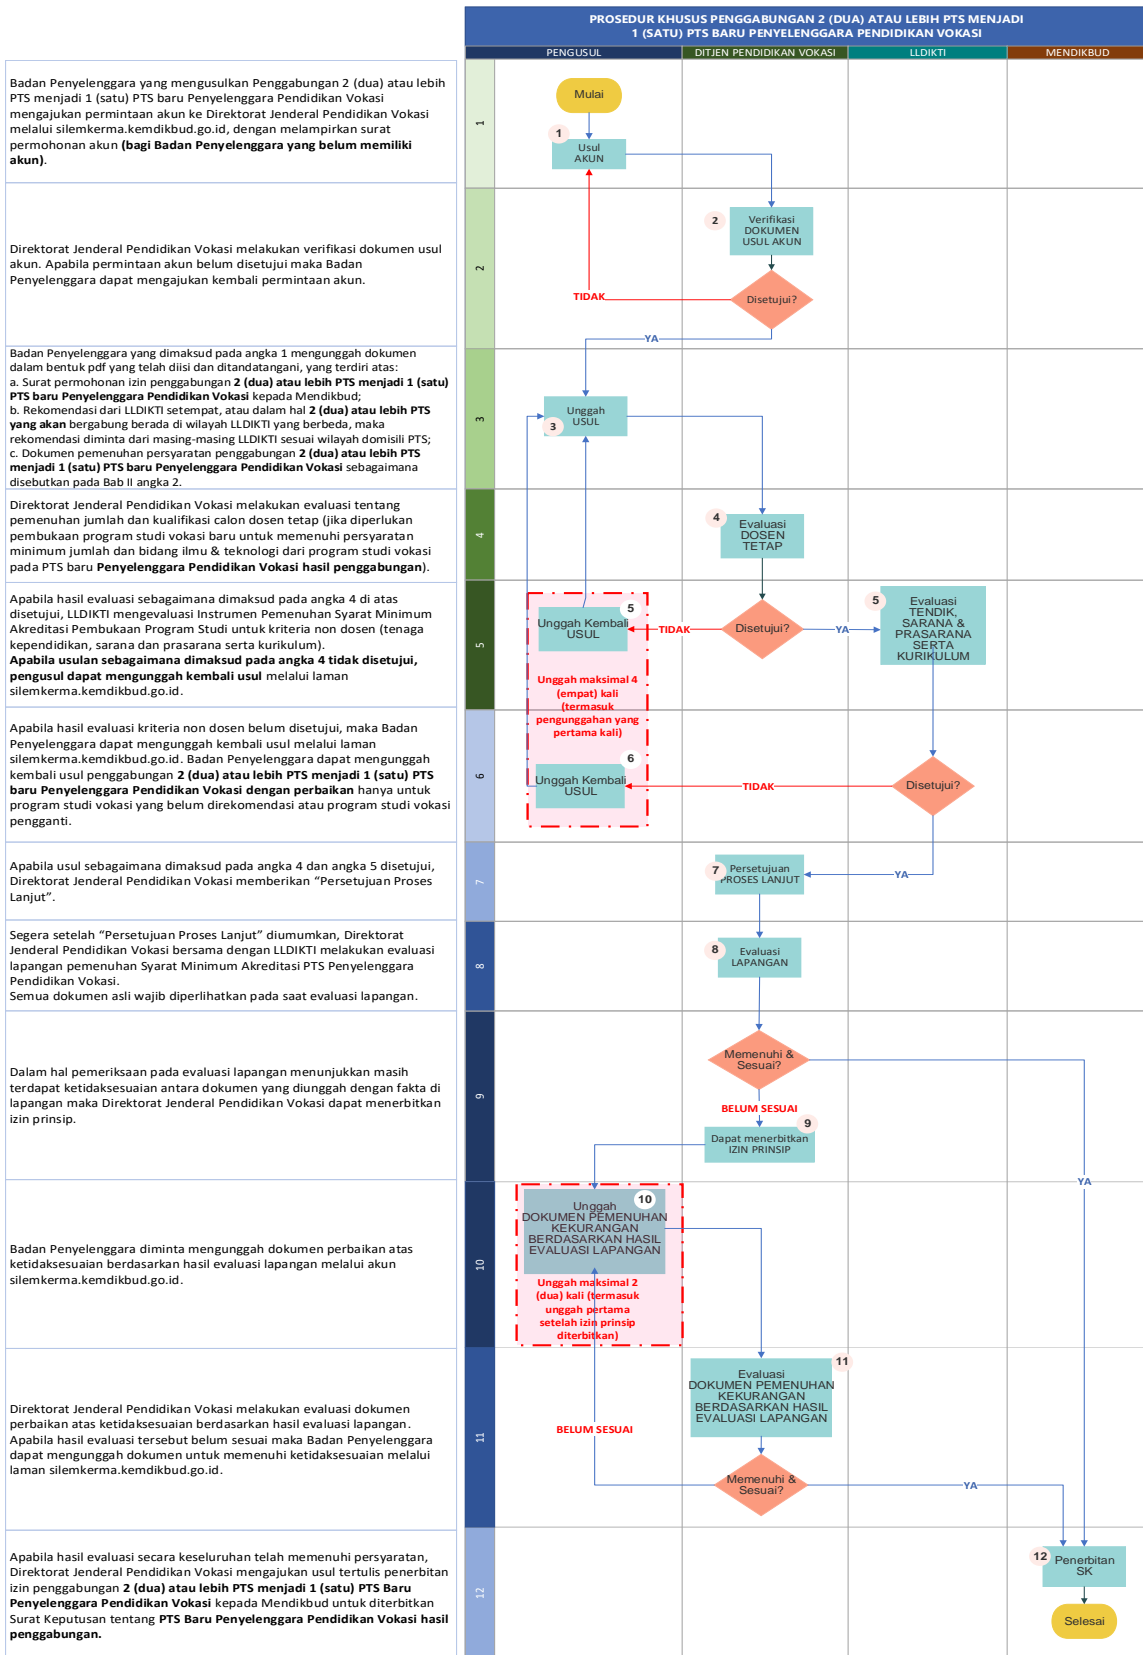 PROSEDUR KHUSUS PENGGABUNGAN 2 (DUA) ATAU LEBIH PTS MENJADI
1 (SATU) PTS BARU PENYELENGGARA PENDIDIKAN VOKASI
PENGUSUL
DITJEN PENDIDIKAN VOKASI
LLDIKTI
MENDIKBUD
Badan Penyelenggara yang mengusulkan Penggabungan 2 (dua) atau lebih
PTS menjadi 1 (satu) PTS baru Penyelenggara Pendidikan Vokasi
mengajukan permintaan akun ke Direktorat Jenderal Pendidikan Vokasi
melalui silemkerma.kemdikbud.go.id, dengan melampirkan surat
permohonan akun (bagi Badan Penyelenggara yang belum memiliki
akun).
1
Mulai
1
Usul
AKUN
Direktorat Jenderal Pendidikan Vokasi melakukan verifikasi dokumen usul
akun. Apabila permintaan akun belum disetujui maka Badan
Penyelenggara dapat mengajukan kembali permintaan akun.
2
2
Verifikasi
DOKUMEN
USUL AKUN
Disetujui?
TIDAK
YA
Badan Penyelenggara yang dimaksud pada angka 1 mengunggah dokumen
dalam bentuk pdf yang telah diisi dan ditandatangani, yang terdiri atas:
a. Surat permohonan izin penggabungan 2 (dua) atau lebih PTS menjadi 1 (satu)
PTS baru Penyelenggara Pendidikan Vokasi kepada Mendikbud;
b. Rekomendasi dari LLDIKTI setempat, atau dalam hal 2 (dua) atau lebih PTS
yang akan bergabung berada di wilayah LLDIKTI yang berbeda, maka
rekomendasi diminta dari masing-masing LLDIKTI sesuai wilayah domisili PTS;
c. Dokumen pemenuhan persyaratan penggabungan 2 (dua) atau lebih PTS
menjadi 1 (satu) PTS baru Penyelenggara Pendidikan Vokasi sebagaimana
disebutkan pada Bab II angka 2.
3
Unggah
USUL
3
Direktorat Jenderal Pendidikan Vokasi melakukan evaluasi tentang
pemenuhan jumlah dan kualifikasi calon dosen tetap (jika diperlukan
pembukaan program studi vokasi baru untuk memenuhi persyaratan
minimum jumlah dan bidang ilmu & teknologi dari program studi vokasi
pada PTS baru Penyelenggara Pendidikan Vokasi hasil penggabungan).
4
4
Evaluasi
DOSEN
TETAP
Apabila hasil evaluasi sebagaimana dimaksud pada angka 4 di atas
disetujui, LLDIKTI mengevaluasi Instrumen Pemenuhan Syarat Minimum
Akreditasi Pembukaan Program Studi untuk kriteria non dosen (tenaga
kependidikan, sarana dan prasarana serta kurikulum).
Apabila usulan sebagaimana dimaksud pada angka 4 tidak disetujui,
pengusul dapat mengunggah kembali usul melalui laman
silemkerma.kemdikbud.go.id.
5
5
Unggah Kembali
USUL
TIDAK
Disetujui?
YA
5
Evaluasi
TENDIK,
SARANA &
PRASARANA
SERTA
KURIKULUM
Unggah maksimal 4
(empat) kali
(termasuk
pengunggahan yang
pertama kali)
Apabila hasil evaluasi kriteria non dosen belum disetujui, maka Badan
Penyelenggara dapat mengunggah kembali usul melalui laman
silemkerma.kemdikbud.go.id. Badan Penyelenggara dapat mengunggah
kembali usul penggabungan 2 (dua) atau lebih PTS menjadi 1 (satu) PTS
baru Penyelenggara Pendidikan Vokasi dengan perbaikan hanya untuk
program studi vokasi yang belum direkomendasi atau program studi vokasi
pengganti.
6
6
Unggah Kembali
USUL
TIDAK
Disetujui?
Apabila usul sebagaimana dimaksud pada angka 4 dan angka 5 disetujui,
Direktorat Jenderal Pendidikan Vokasi memberikan “Persetujuan Proses
Lanjut”.
7
7
Persetujuan
PROSES LANJUT
YA
Segera setelah “Persetujuan Proses Lanjut” diumumkan, Direktorat
Jenderal Pendidikan Vokasi bersama dengan LLDIKTI melakukan evaluasi
lapangan pemenuhan Syarat Minimum Akreditasi PTS Penyelenggara
Pendidikan Vokasi.
Semua dokumen asli wajib diperlihatkan pada saat evaluasi lapangan.
8
8
Evaluasi
LAPANGAN
Dalam hal pemeriksaan pada evaluasi lapangan menunjukkan masih
terdapat ketidaksesuaian antara dokumen yang diunggah dengan fakta di
lapangan maka Direktorat Jenderal Pendidikan Vokasi dapat menerbitkan
izin prinsip.
9
Memenuhi &
Sesuai?
BELUM SESUAI
9
Dapat menerbitkan
IZIN PRINSIP
YA
Badan Penyelenggara diminta mengunggah dokumen perbaikan atas
ketidaksesuaian berdasarkan hasil evaluasi lapangan melalui akun
silemkerma.kemdikbud.go.id.
10
10
Unggah
DOKUMEN PEMENUHAN
KEKURANGAN
BERDASARKAN HASIL
EVALUASI LAPANGAN
Unggah maksimal 2
(dua) kali (termasuk
unggah pertama
setelah izin prinsip
diterbitkan)
Direktorat Jenderal Pendidikan Vokasi melakukan evaluasi dokumen
perbaikan atas ketidaksesuaian berdasarkan hasil evaluasi lapangan.
Apabila hasil evaluasi tersebut belum sesuai maka Badan Penyelenggara
dapat mengunggah dokumen untuk memenuhi ketidaksesuaian melalui
laman silemkerma.kemdikbud.go.id.
11
11
Evaluasi
DOKUMEN PEMENUHAN
KEKURANGAN
BERDASARKAN HASIL
EVALUASI LAPANGAN
BELUM SESUAI
Memenuhi &
Sesuai?
YA
Apabila hasil evaluasi secara keseluruhan telah memenuhi persyaratan,
Direktorat Jenderal Pendidikan Vokasi mengajukan usul tertulis penerbitan
izin penggabungan 2 (dua) atau lebih PTS menjadi 1 (satu) PTS Baru
Penyelenggara Pendidikan Vokasi kepada Mendikbud untuk diterbitkan
Surat Keputusan tentang PTS Baru Penyelenggara Pendidikan Vokasi hasil
penggabungan.
12
12
Penerbitan
SK
Selesai